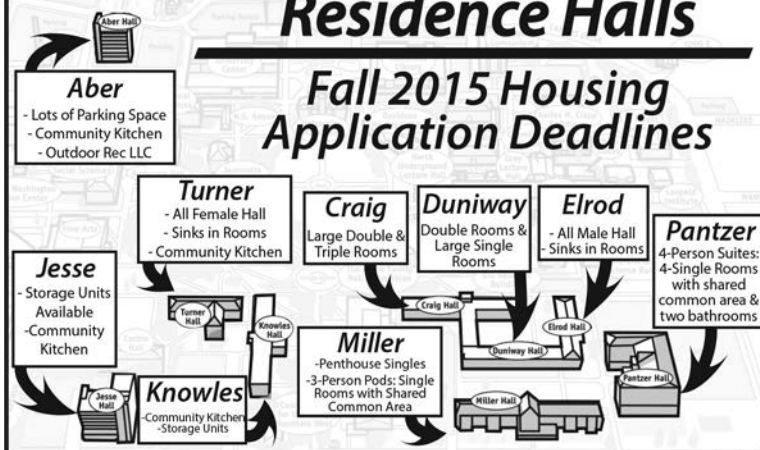 Residence Halls
Fall 2015 Housing
Application Deadlines
Aber Hall
Aber
- Lots of Parking Space
- Community Kitchen
- Outdoor Rec LLC
Turner
- All Female Hall
- Sinks in Rooms
- Community Kitchen
Craig
Large Double &
Triple Rooms
Duniway
Double Rooms &
Large Single
Rooms
Elrod
- All Male Hall
- Sinks in Rooms
Pantzer
4-Person Suites:
4-Single Rooms
with shared
common area &
two bathrooms
Jesse
- Storage Units
Available
-Community
Kitchen
Turner
Hall
Knowles
Hall
Craig Hall
Elrod Hall
Duniway Hall
Pantzer Hall
Miller
-Penthouse Singles
-3-Person Pods: Single
Rooms with Shared
Common Area
Miller Hall
Jesse
Hall
Knowles
-Community Kitchen
-Storage Units